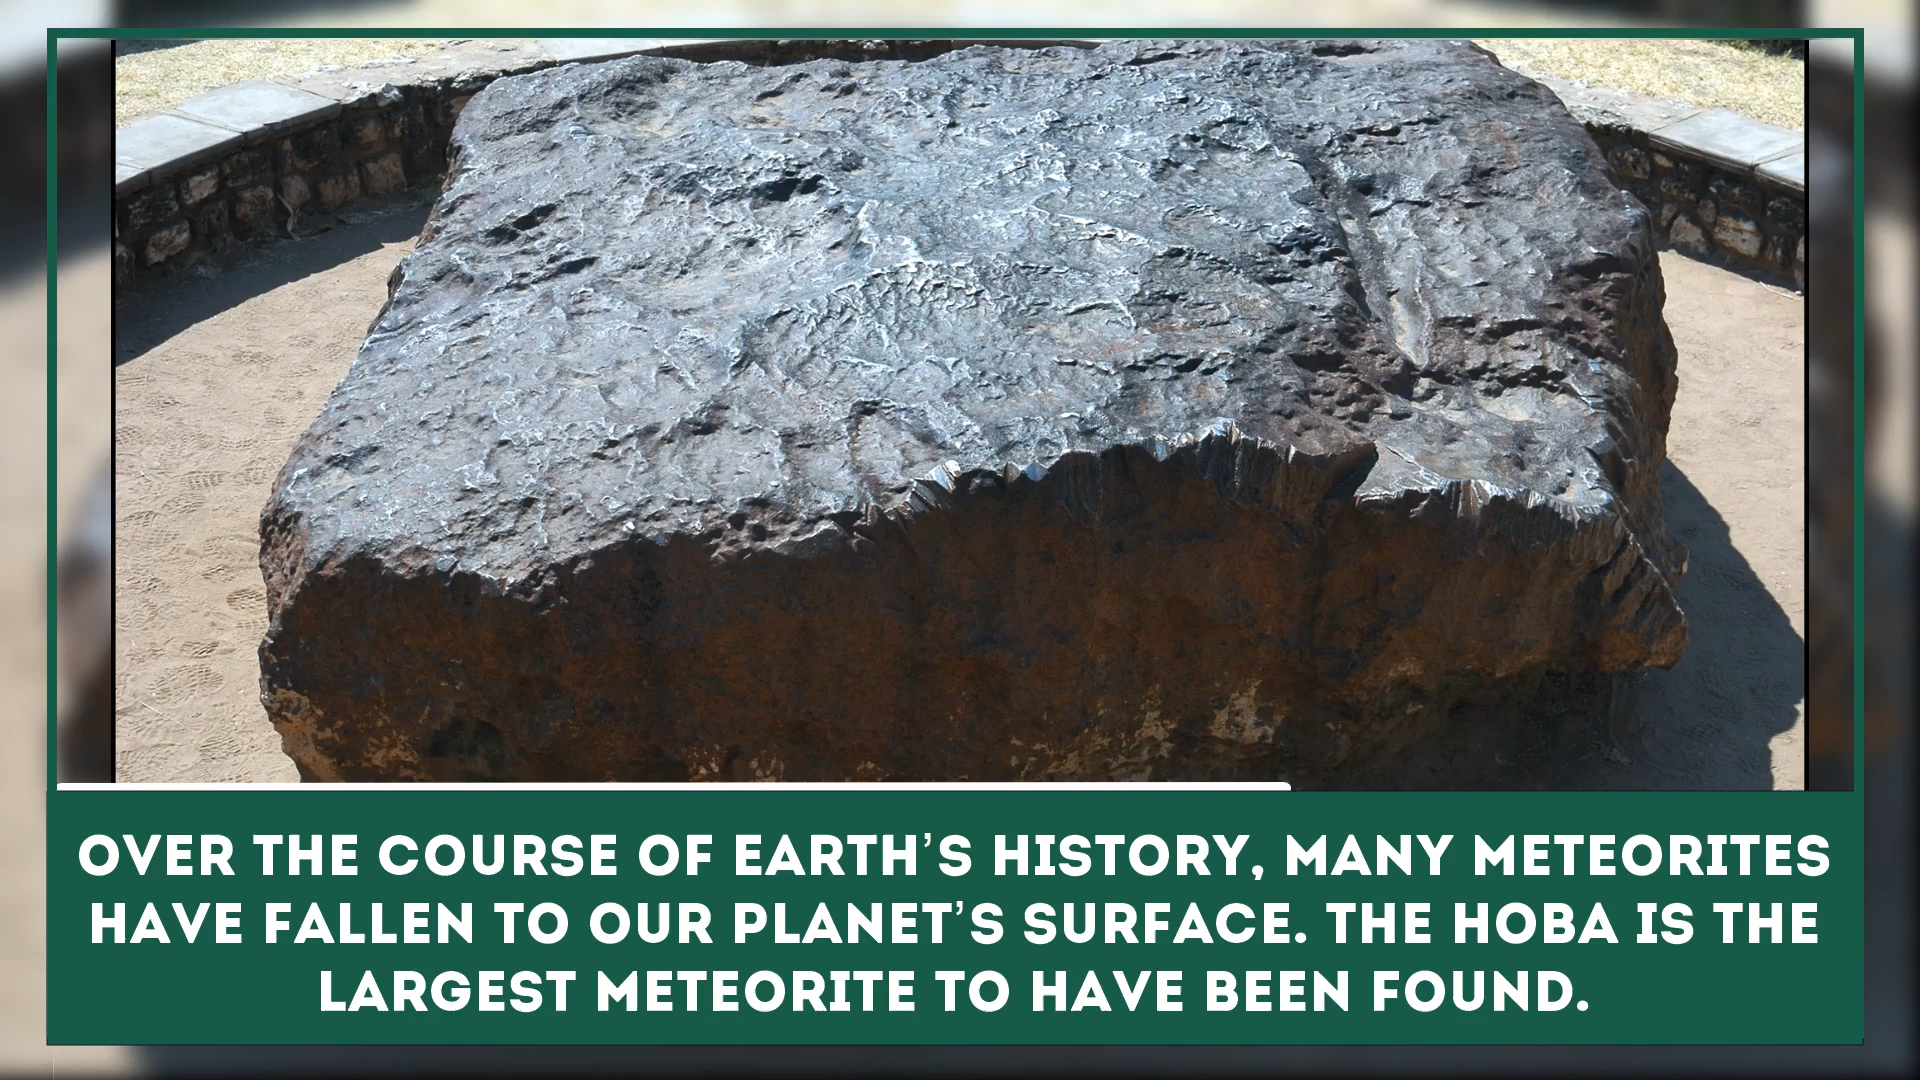 OVER THE COURSE OF EARTH'S HISTORY, MANY METEORITES
HAVE FALLEN TO OUR PLANET'S SURFACE. THE HOBA IS THE
LARGEST METEORITE TO HAVE BEEN FOUND.